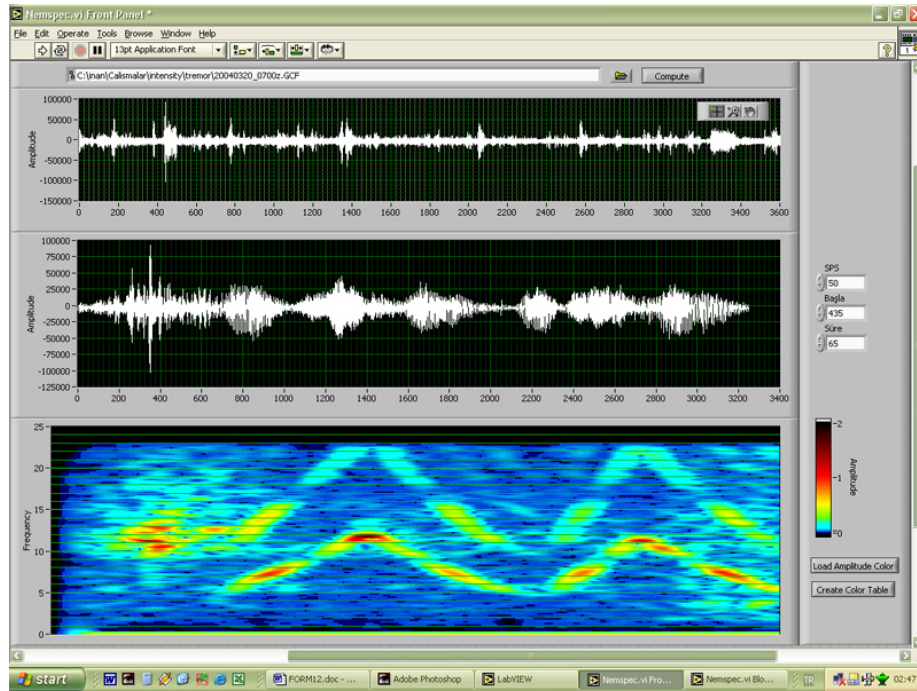 Nemspec.vi Front Panel *
File Edit Operate Tools Browse Window Help
13pt Application Font
1
C:\inan\Calismalar\intensity\tremor\20040320_0700z.GCF
Compute
Amplitude
100000
50000
0
-50000
-100000
-150000
0 200 400 600 800 1000 1200 1400 1600 1800 2000 2200 2400 2600 2800 3000 3200 3400 3600
Amplitude
100000
75000
50000
25000
0
-25000
-50000
-75000
-100000
-125000
0 200 400 600 800 1000 1200 1400 1600 1800 2000 2200 2400 2600 2800 3000 3200 3400
SPS
50
Başla
435
Süre
65
Frequency
25
20
15
10
5
0
2
1
0
Amplitude
Load Amplitude Color
Create Color Table
start
FORM12.doc - ...
Adobe Photoshop
LabVIEW
Nemspec.vi Fro...
Nemspec.vi Blo...
TR
02:47